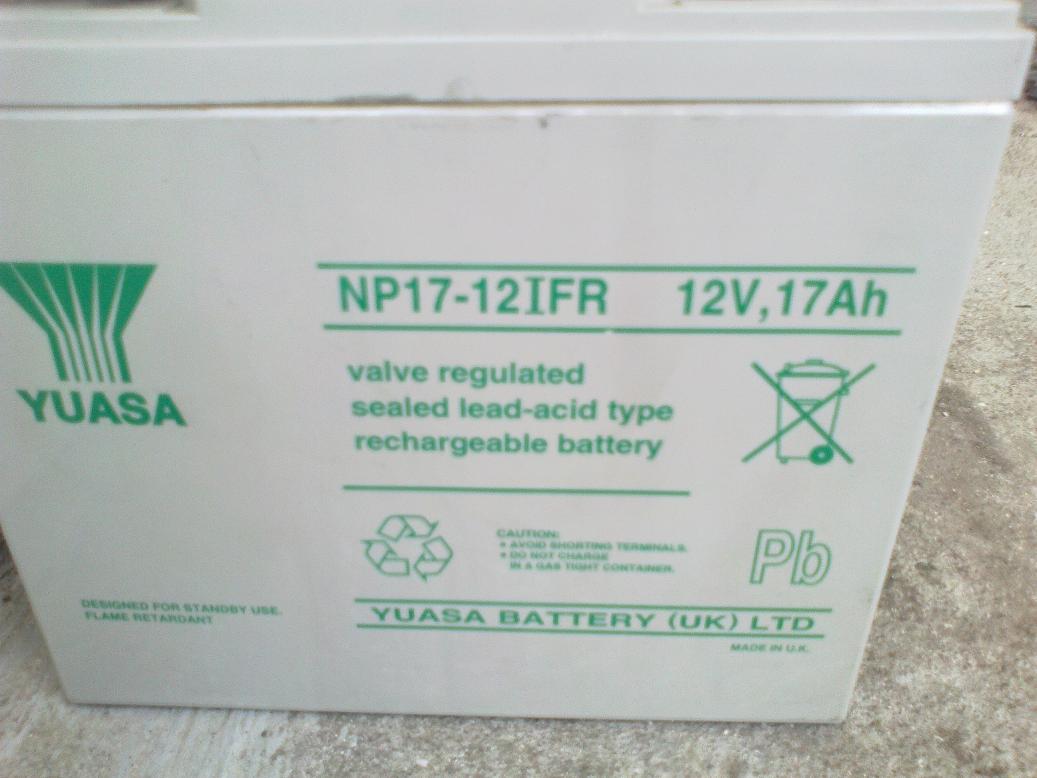 NP17-12IFR 12V,17Ah
YUASA
valve regulated
sealed lead-acid type
rechargeable battery
CAUTION:
• AVOID SHORTING TERMINALS.
• DO NOT CHARGE
IN A GAS TIGHT CONTAINER.
Pb
DESIGNED FOR STANDBY USE.
FLAME RETARDANT
YUASA BATTERY (UK) LTD
MADE IN U.K.